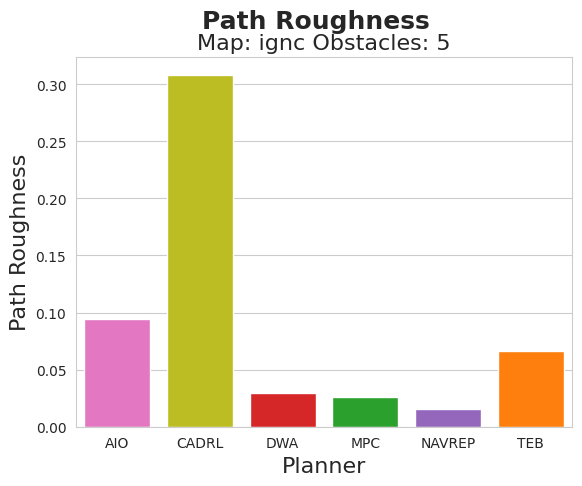 Path Roughness
Map: ignc Obstacles: 5
Path Roughness
0.30
0.25
0.20
0.15
0.10
0.05
0.00
AIO CADRL DWA MPC NAVREP TEB
Planner